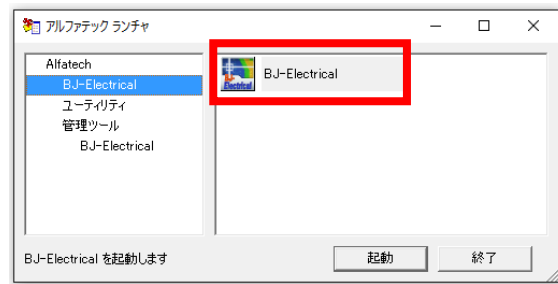 アルファテック ランチャ
Alfatech
BJ-Electrical
ユーティリティ
管理ツール
BJ-Electrical
Electrical
BJ-Electrical
BJ-Electrical を起動します
起動
終了